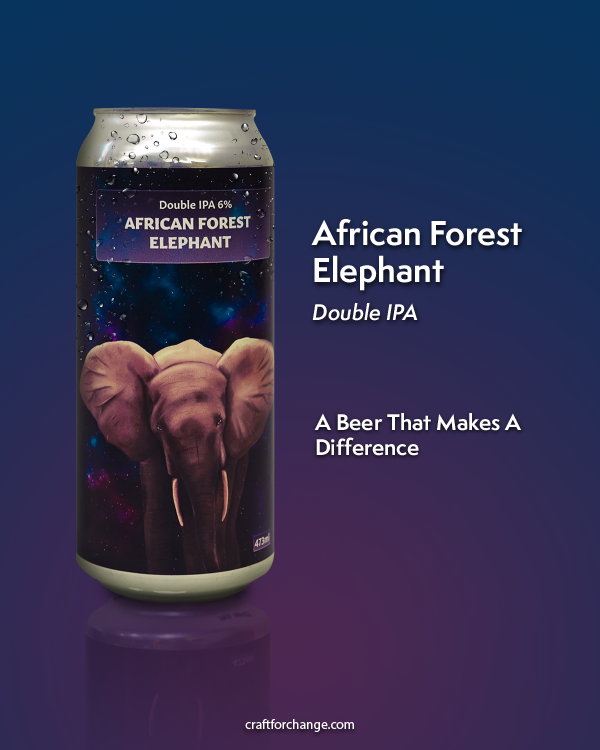 Double IPA 6%
AFRICAN FOREST
ELEPHANT
473ml
African Forest
Elephant
Double IPA
A Beer That Makes A
Difference
craftforchange.com